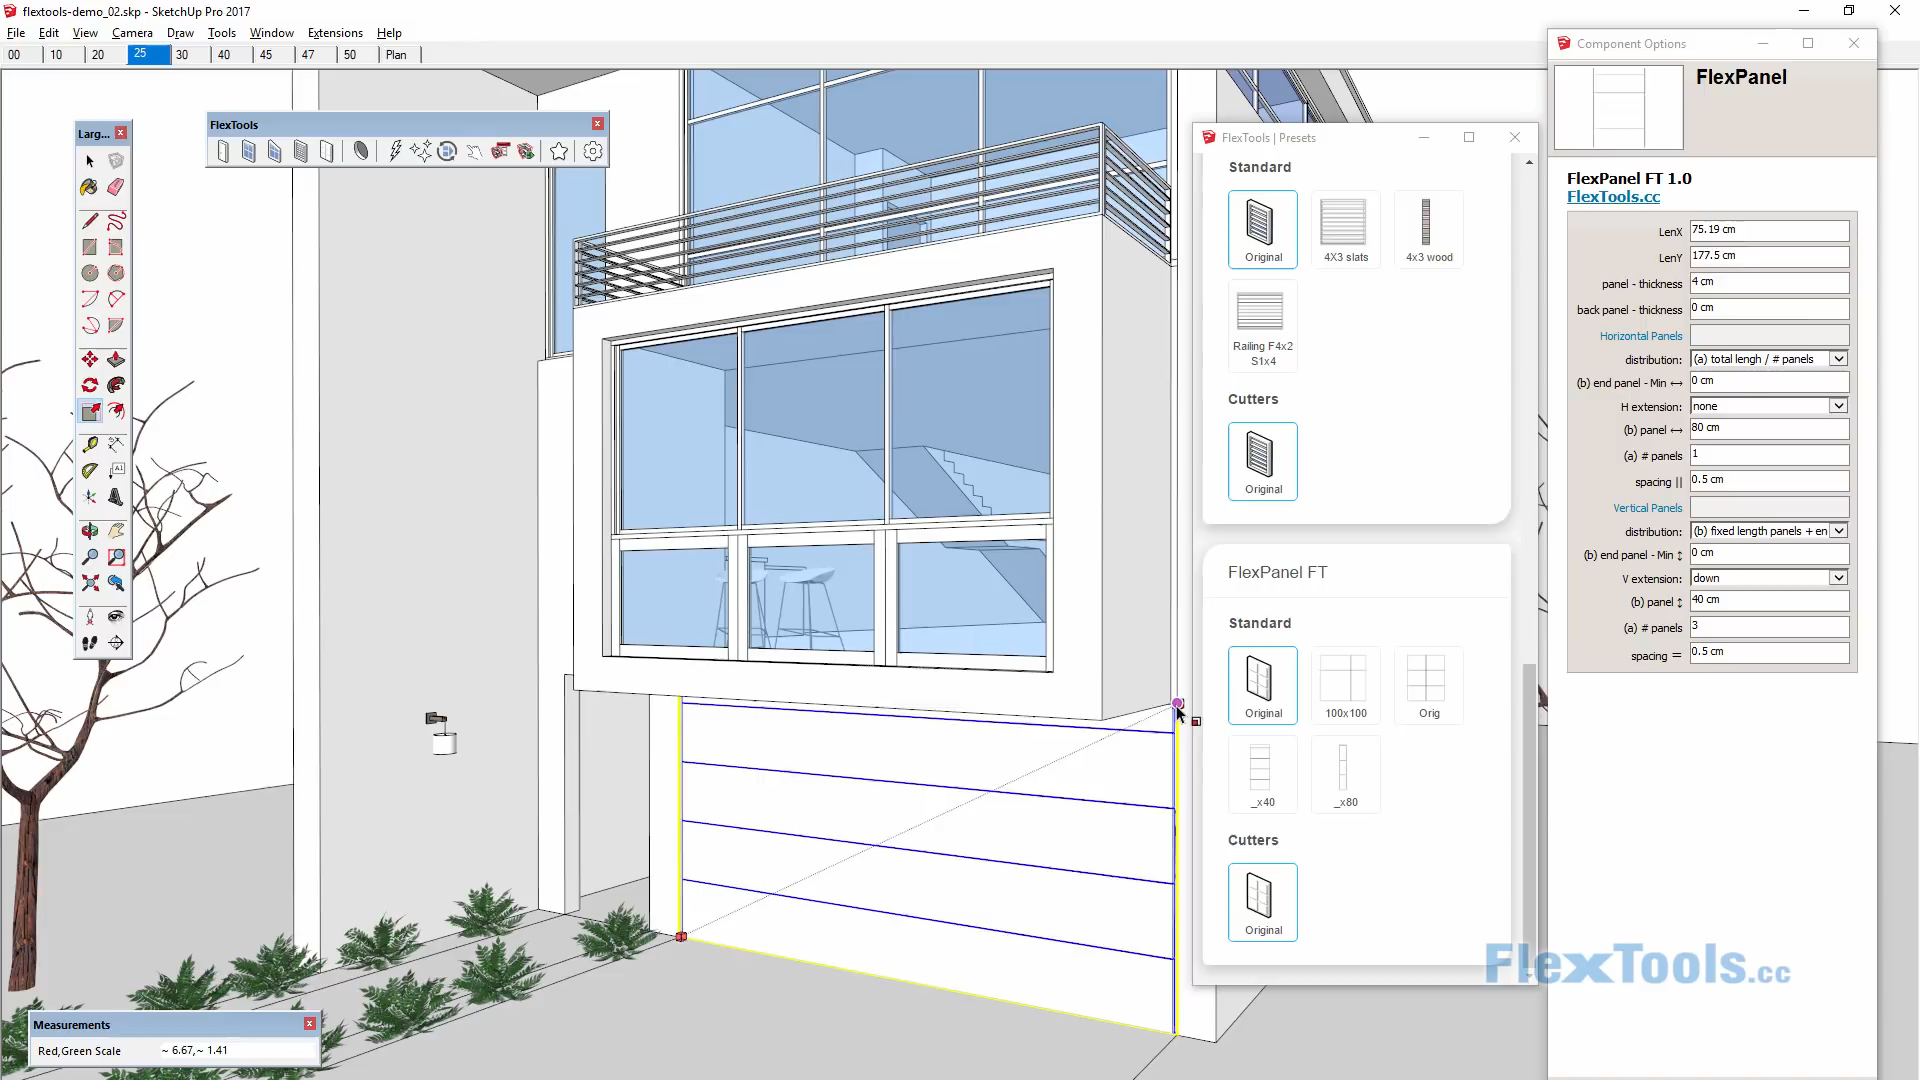 flextools-demo_02.skp - SketchUp Pro 2017
File Edit View Camera Draw Tools Window Extensions Help
00 10 20 25 30 40 45 47 50 Plan
Larg...
FlexTools
A1
Measurements
Red,Green Scale ~ 6.67,~ 1.41
FlexTools | Presets
Standard
Original 4X3 slats 4x3 wood
Railing F4x2
S1x4
Cutters
Original
FlexPanel FT
Standard
Original 100x100 Orig
_x40 _x80
Cutters
Original
Component Options
FlexPanel
FlexPanel FT 1.0
FlexTools.cc
LenX 75.19 cm
LenY 177.5 cm
panel - thickness 4 cm
back panel - thickness 0 cm
Horizontal Panels
distribution: (a) total lengh / # panels
(b) end panel - Min ↔ 0 cm
H extension: none
(b) panel ↔ 80 cm
(a) # panels 1
spacing || 0.5 cm
Vertical Panels
distribution: (b) fixed length panels + en
(b) end panel - Min ↕ 0 cm
V extension: down
(b) panel ↕ 40 cm
(a) # panels 3
spacing = 0.5 cm
FlexTools.cc